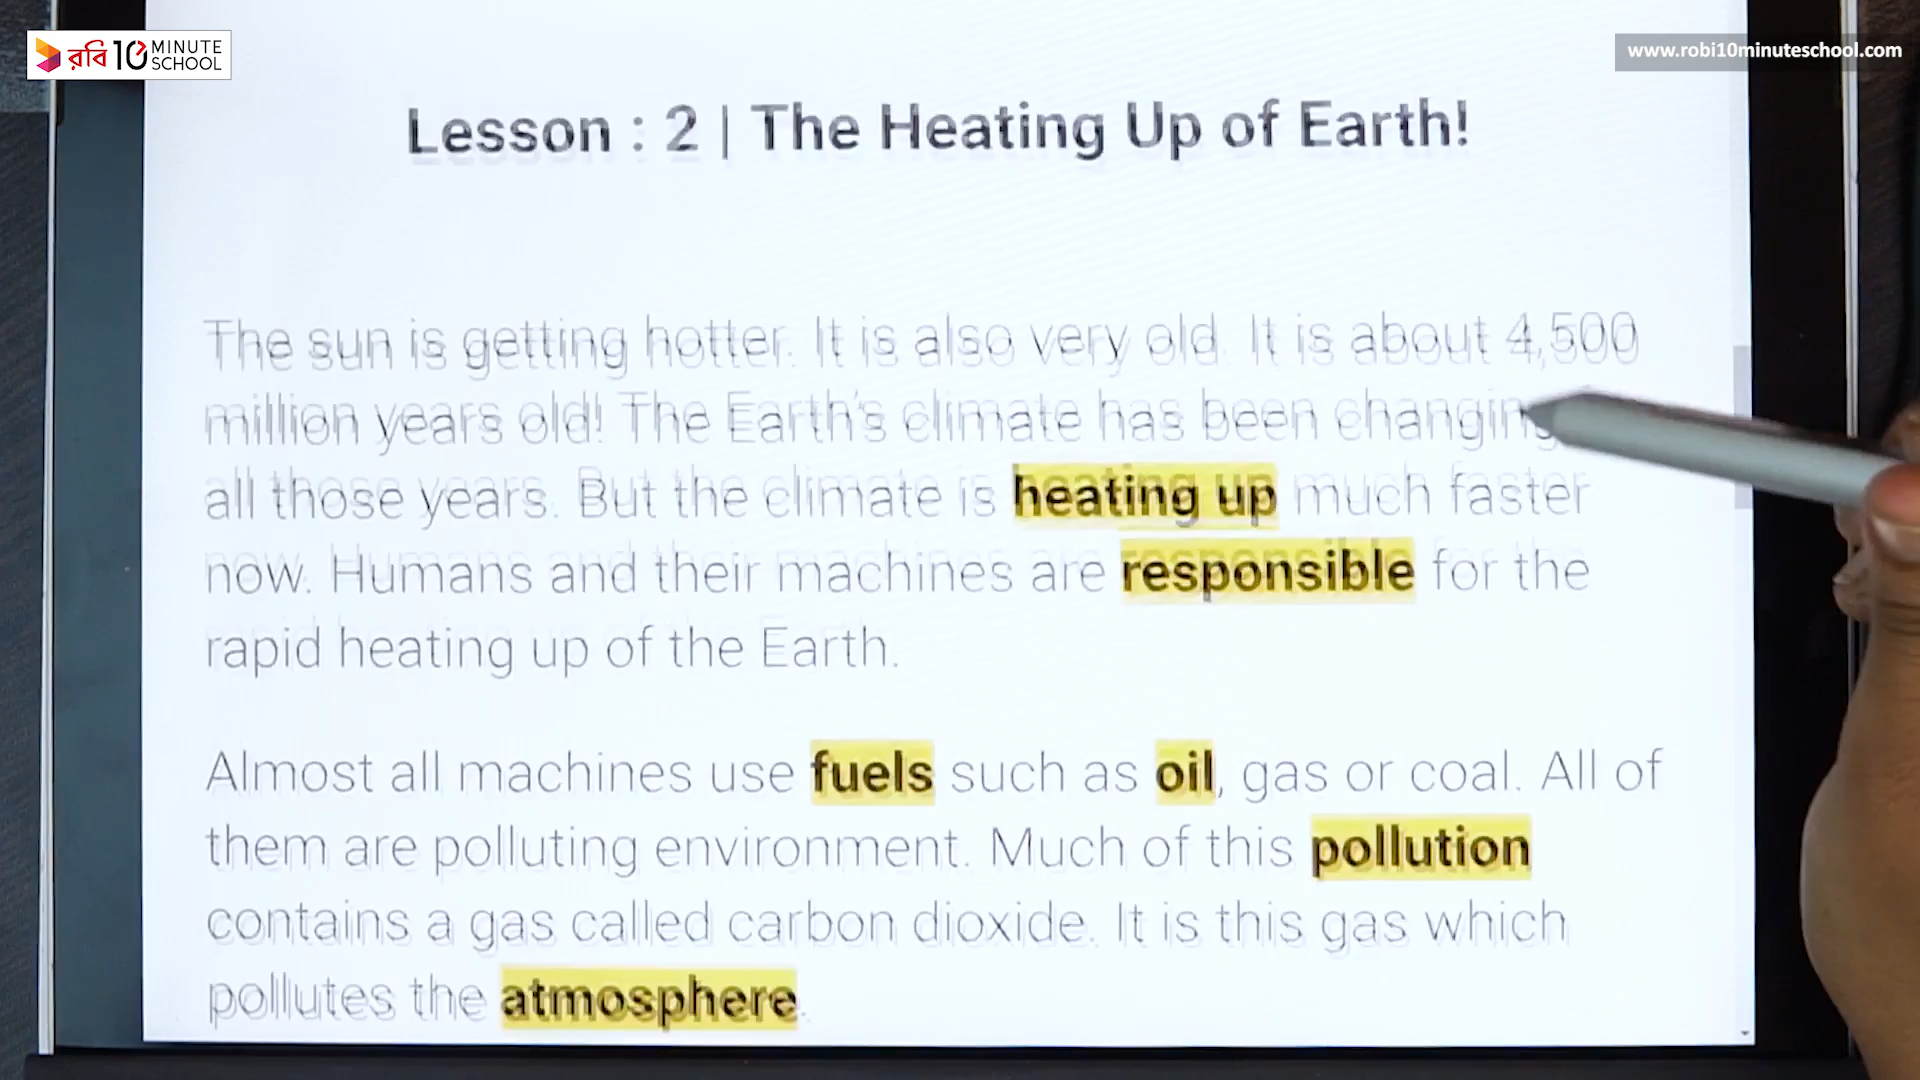 রবি 10 MINUTE SCHOOL
www.robi10minuteschool.com
Lesson : 2 | The Heating Up of Earth!
The sun is getting hotter. It is also very old. It is about 4,500
million years old! The Earth's climate has been changing
all those years. But the climate is heating up much faster
now. Humans and their machines are responsible for the
rapid heating up of the Earth.
Almost all machines use fuels such as oil, gas or coal. All of
them are polluting environment. Much of this pollution
contains a gas called carbon dioxide. It is this gas which
pollutes the atmosphere.